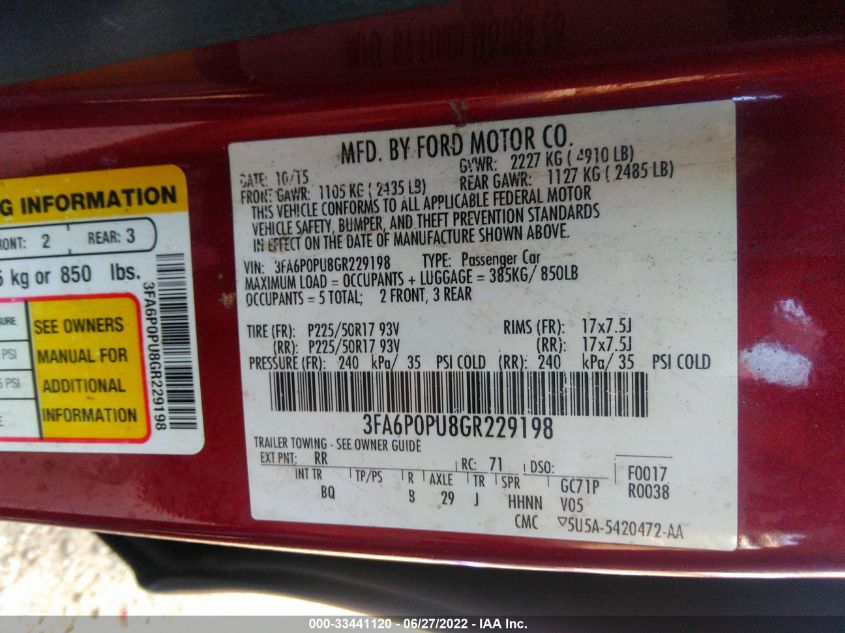 MFD. BY FORD MOTOR CO.
DATE: 10/15 GVWR: 2227 KG ( 4910 LB)
FRONT GAWR: 1105 KG ( 2435 LB) REAR GAWR: 1127 KG ( 2485 LB)
THIS VEHICLE CONFORMS TO ALL APPLICABLE FEDERAL MOTOR
VEHICLE SAFETY, BUMPER, AND THEFT PREVENTION STANDARDS
IN EFFECT ON THE DATE OF MANUFACTURE SHOWN ABOVE.
VIN: 3FA6P0PU8GR229198 TYPE: Passenger Car
MAXIMUM LOAD = OCCUPANTS + LUGGAGE = 385KG/ 850LB
OCCUPANTS = 5 TOTAL; 2 FRONT, 3 REAR
TIRE (FR): P225/50R17 93V RIMS (FR): 17x7.5J
(RR): P225/50R17 93V (RR): 17x7.5J
PRESSURE (FR): 240 kPa/ 35 PSI COLD (RR): 240 kPa/ 35 PSI COLD
3FA6P0PU8GR229198
TRAILER TOWING - SEE OWNER GUIDE
EXT PNT: RR RC: 71 DSO: F0017
INT TR TP/PS R AXLE TR SPR GC71P R0038
BQ 29 J HHNN V05
CMC 5U5A-5420472-AA
G INFORMATION
RONT: 2 REAR: 3
5 kg or 850 lbs.
SURE
PSI
5 PSI
SEE OWNERS
MANUAL FOR
ADDITIONAL
INFORMATION
3FA6P0PU8GR229198
000-33441120 - 06/27/2022 - IAAI - USE INC.